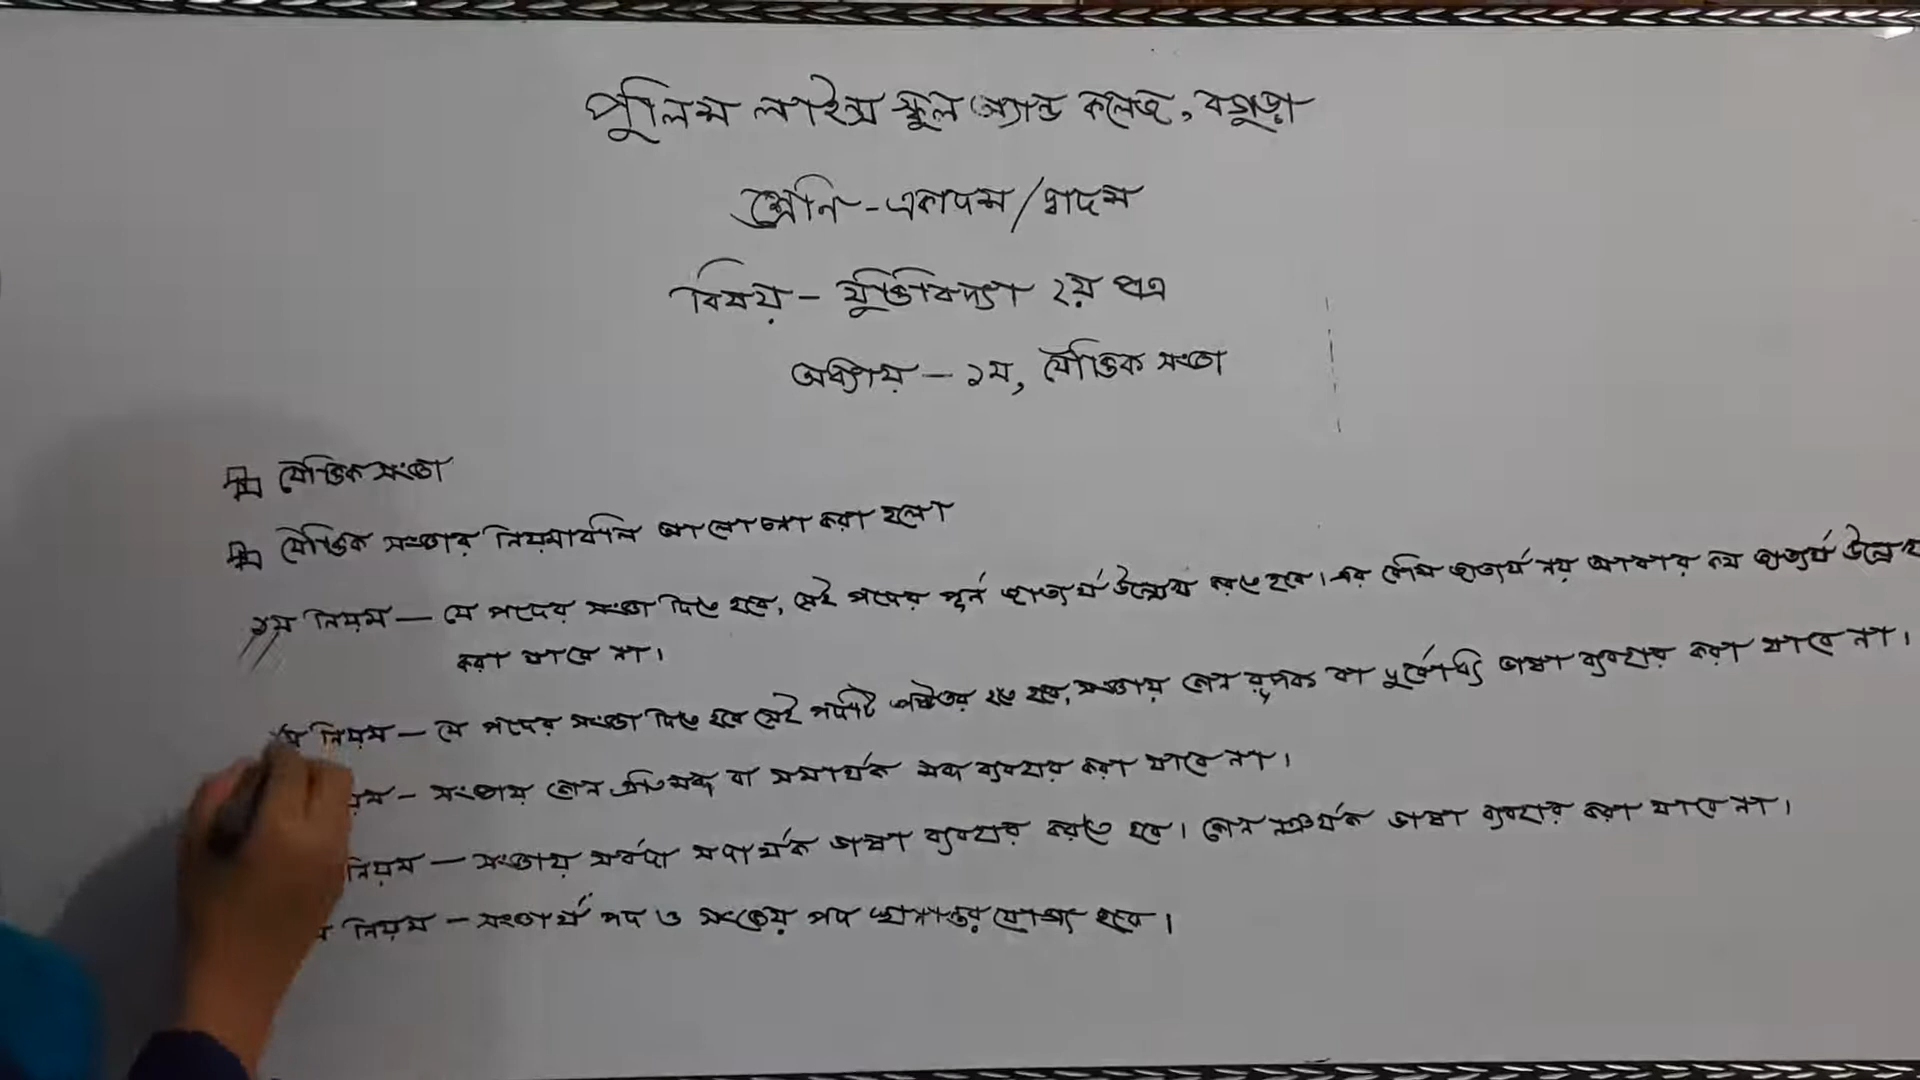 পুলিশ লাইন্স স্কুল অ্যান্ড কলেজ, বগুড়া
শ্রেণি - একাদশ / দ্বাদশ
বিষয় - যুক্তিবিদ্যা ২য় পত্র
অধ্যায় - ১ম, যৌক্তিক সংজ্ঞা
যৌক্তিক সংজ্ঞা
যৌক্তিক সংজ্ঞার নিয়মাবলি আলোচনা করা হলো
১ম নিয়ম - যে পদের সংজ্ঞা দিতে হবে, সেই পদের পূর্ন জাত্যর্থ উল্লেখ করতে হবে। এর বেশি জাত্যর্থ নয় আবার কম জাত্যর্থ উল্লেখ
করা যাবে না।
নিয়ম - যে পদের সংজ্ঞা দিতে হবে সেই পদটি স্পষ্টতর হতে হবে, সংজ্ঞায় কোন রূপক বা দুর্বোধ্য ভাষা ব্যবহার করা যাবে না।
সংজ্ঞায় কোন প্রতিশব্দ বা সমার্থক শব্দ ব্যবহার করা যাবে না।
নিয়ম - সংজ্ঞায় সর্বদা সদর্থক ভাষা ব্যবহার করতে হবে। কোন নঞর্থক ভাষা ব্যবহার করা যাবে না।
নিয়ম - সংজ্ঞার্থ পদ ও সংজ্ঞেয় পদ স্থানান্তর যোগ্য হবে।